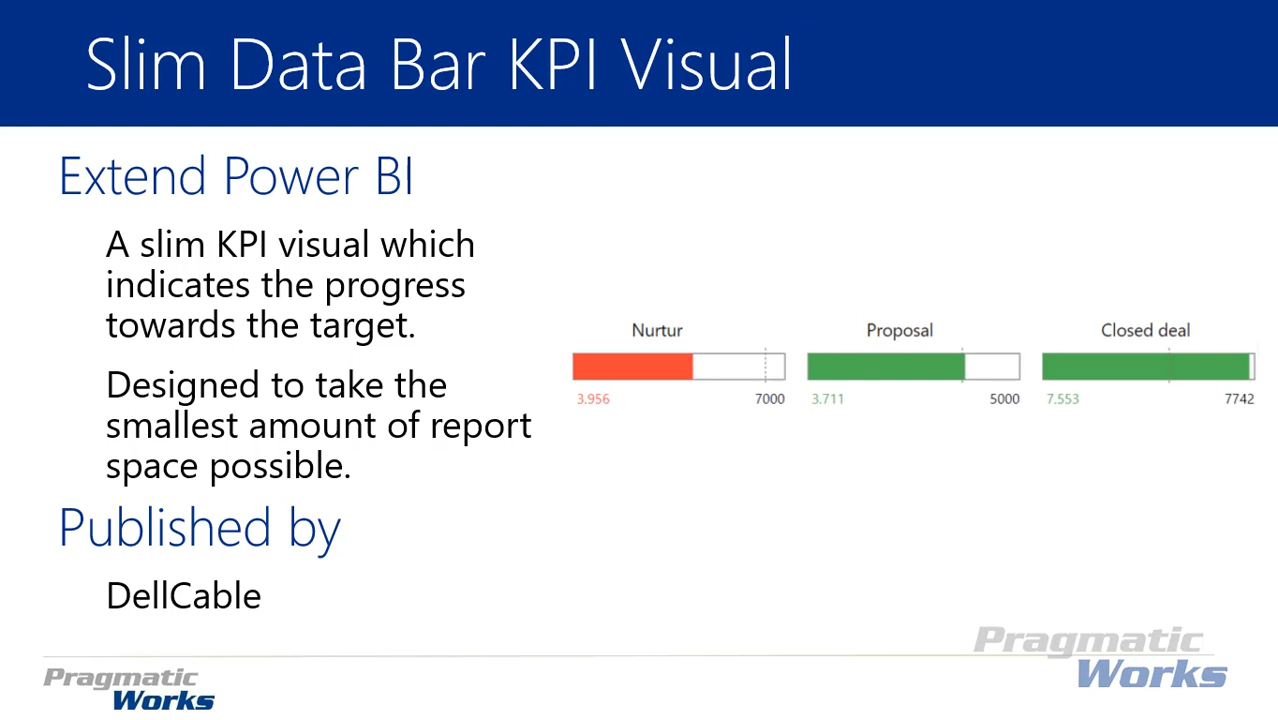 Slim Data Bar KPI Visual
Extend Power BI
A slim KPI visual which
indicates the progress
towards the target.
Designed to take the
smallest amount of report
space possible.
Published by
DellCable
Nurtur
Proposal
Closed deal
3.956
7000
3.711
5000
7.553
7742
Pragmatic
Works
Pragmatic
Works